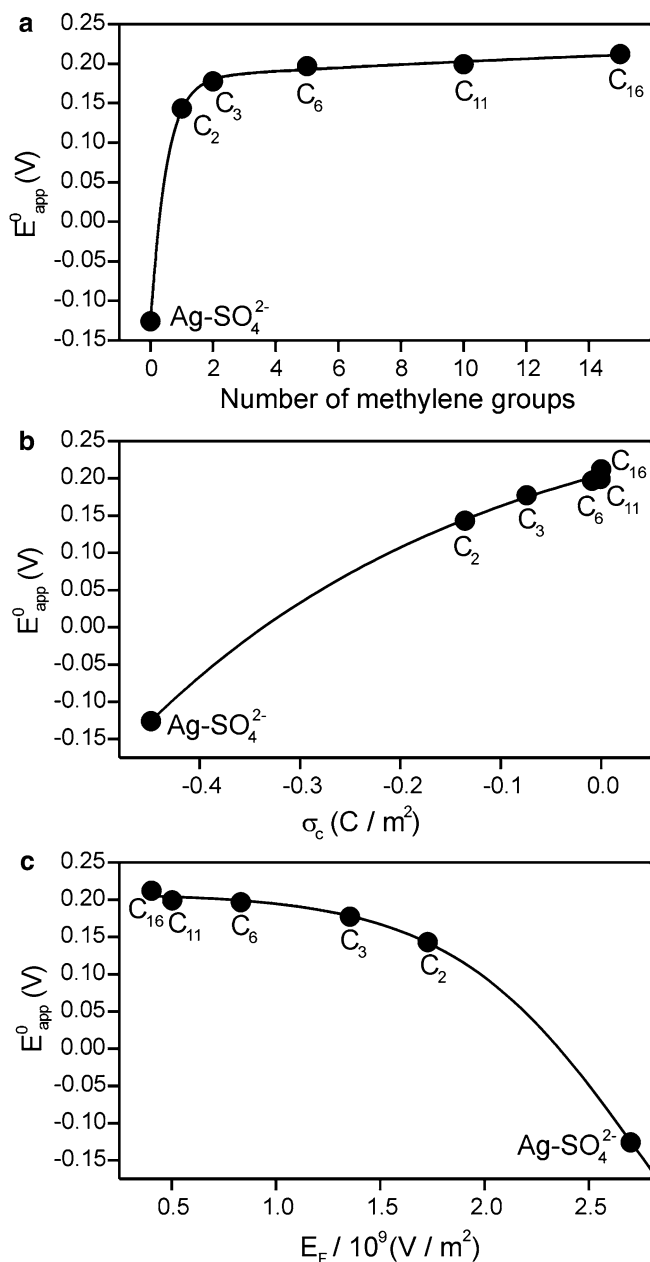 a
0.25
0.20
0.15
0.10
0.05
0.00
-0.05
-0.10
-0.15
E⁰app (V)
C₂
C₃
C₆
C₁₁
C₁₆
Ag-SO₄²⁻
0 2 4 6 8 10 12 14
Number of methylene groups
b
0.25
0.20
0.15
0.10
0.05
0.00
-0.05
-0.10
-0.15
E⁰app (V)
C₁₆
C₁₁
C₆
C₃
C₂
Ag-SO₄²⁻
-0.4 -0.3 -0.2 -0.1 0.0
σc (C / m²)
c
0.25
0.20
0.15
0.10
0.05
0.00
-0.05
-0.10
-0.15
E⁰app (V)
C₁₆
C₁₁
C₆
C₃
C₂
Ag-SO₄²⁻
0.5 1.0 1.5 2.0 2.5
EF / 10⁹ (V / m²)